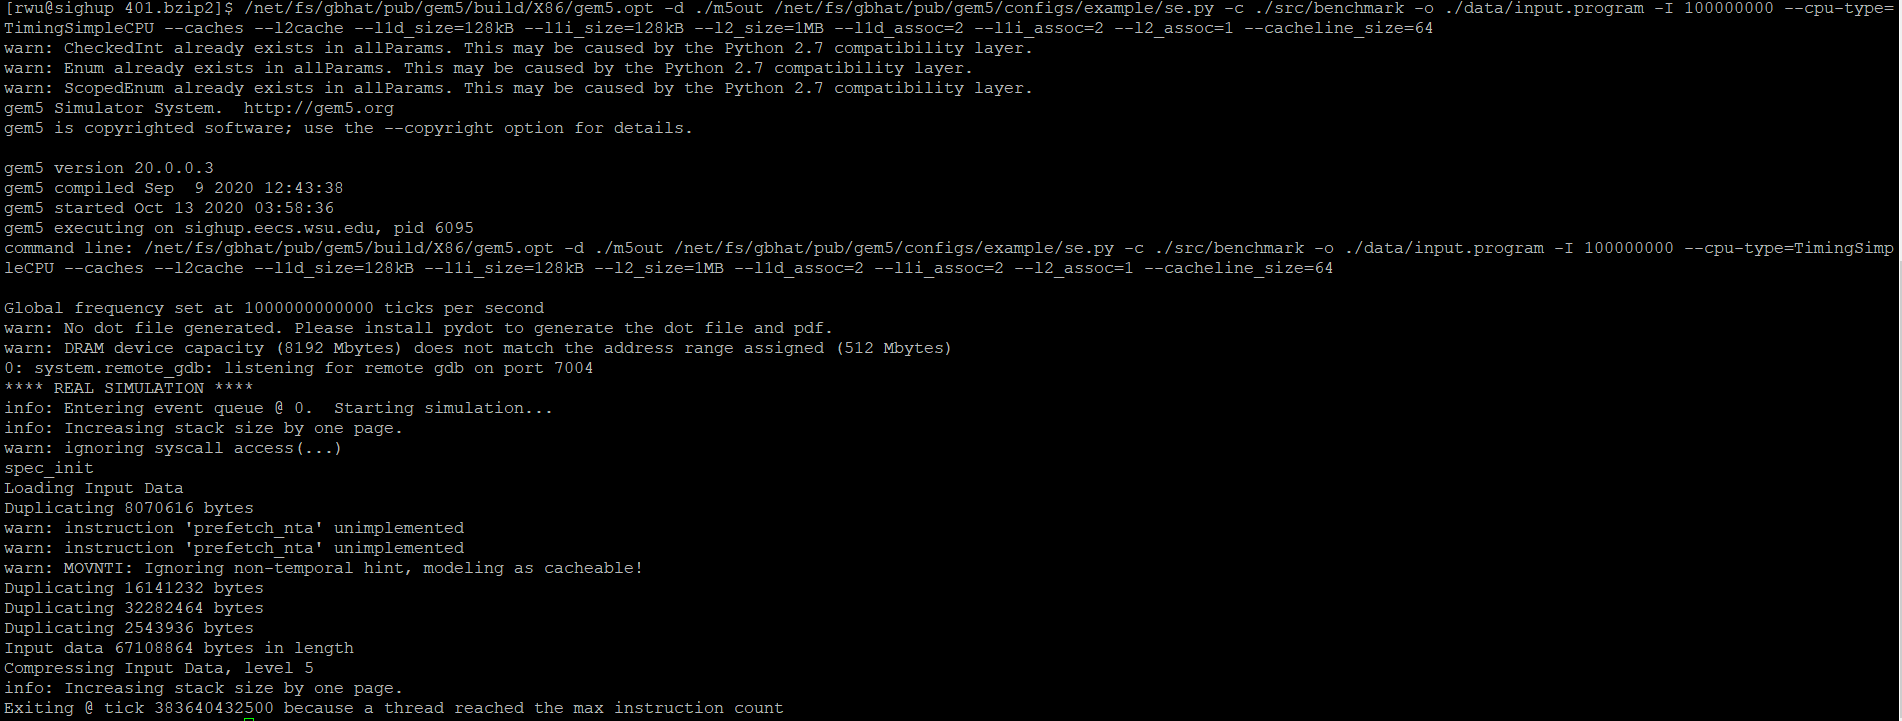 [rwu@sighup 401.bzip2]$ /net/fs/gbhat/pub/gem5/build/X86/gem5.opt -d ./m5out /net/fs/gbhat/pub/gem5/configs/example/se.py -c ./src/benchmark -o ./data/input.program -I 100000000 --cpu-type=
TimingSimpleCPU --caches --l2cache --l1d_size=128kB --l1i_size=128kB --l2_size=1MB --l1d_assoc=2 --l1i_assoc=2 --l2_assoc=1 --cacheline_size=64
warn: CheckedInt already exists in allParams. This may be caused by the Python 2.7 compatibility layer.
warn: Enum already exists in allParams. This may be caused by the Python 2.7 compatibility layer.
warn: ScopedEnum already exists in allParams. This may be caused by the Python 2.7 compatibility layer.
gem5 Simulator System.  http://gem5.org
gem5 is copyrighted software; use the --copyright option for details.

gem5 version 20.0.0.3
gem5 compiled Sep  9 2020 12:43:38
gem5 started Oct 13 2020 03:58:36
gem5 executing on sighup.eecs.wsu.edu, pid 6095
command line: /net/fs/gbhat/pub/gem5/build/X86/gem5.opt -d ./m5out /net/fs/gbhat/pub/gem5/configs/example/se.py -c ./src/benchmark -o ./data/input.program -I 100000000 --cpu-type=TimingSimp
leCPU --caches --l2cache --l1d_size=128kB --l1i_size=128kB --l2_size=1MB --l1d_assoc=2 --l1i_assoc=2 --l2_assoc=1 --cacheline_size=64

Global frequency set at 1000000000000 ticks per second
warn: No dot file generated. Please install pydot to generate the dot file and pdf.
warn: DRAM device capacity (8192 Mbytes) does not match the address range assigned (512 Mbytes)
0: system.remote_gdb: listening for remote gdb on port 7004
**** REAL SIMULATION ****
info: Entering event queue @ 0.  Starting simulation...
info: Increasing stack size by one page.
warn: ignoring syscall access(...)
spec_init
Loading Input Data
Duplicating 8070616 bytes
warn: instruction 'prefetch_nta' unimplemented
warn: instruction 'prefetch_nta' unimplemented
warn: MOVNTI: Ignoring non-temporal hint, modeling as cacheable!
Duplicating 16141232 bytes
Duplicating 32282464 bytes
Duplicating 2543936 bytes
Input data 67108864 bytes in length
Compressing Input Data, level 5
info: Increasing stack size by one page.
Exiting @ tick 383640432500 because a thread reached the max instruction count